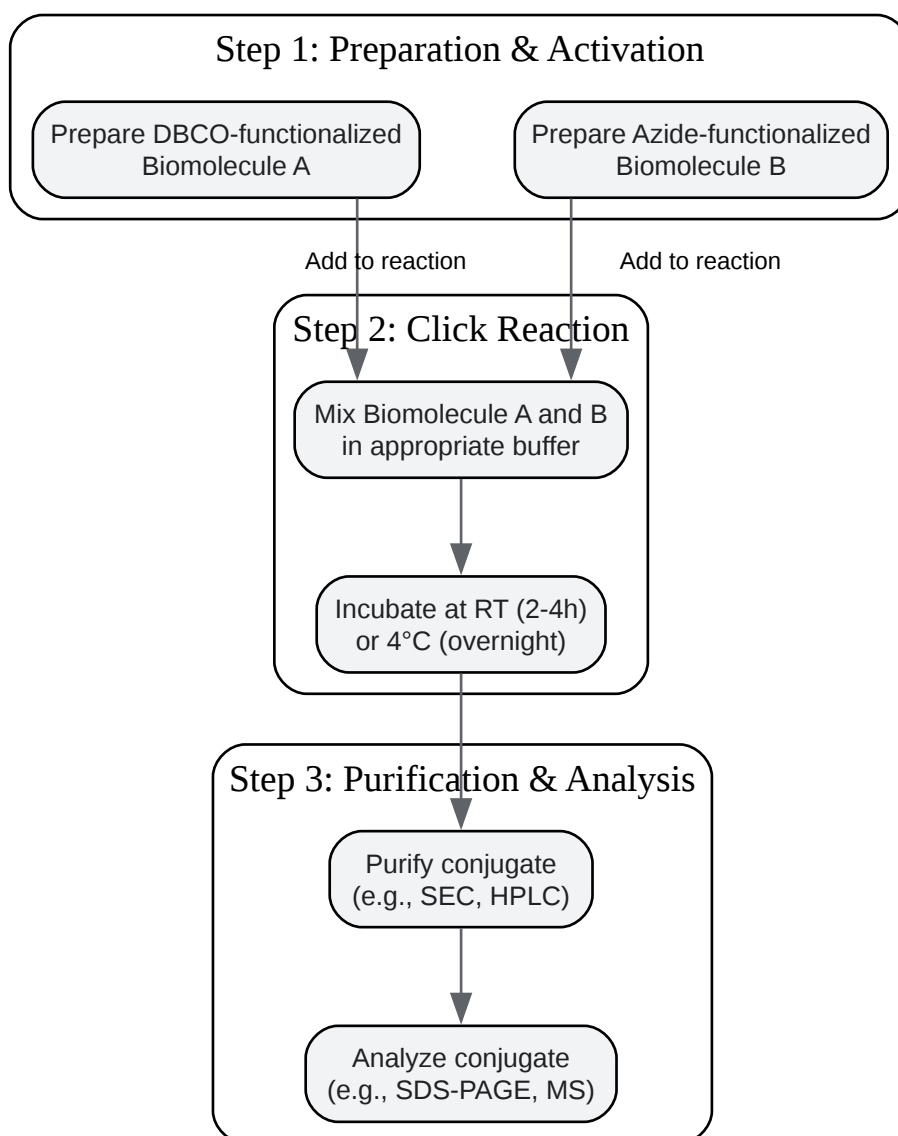 Step 1: Preparation & Activation
Prepare DBCO-functionalized
Biomolecule A
Prepare Azide-functionalized
Biomolecule B
Add to reaction
Add to reaction
Step 2: Click Reaction
Mix Biomolecule A and B
in appropriate buffer
Incubate at RT (2-4h)
or 4°C (overnight)
Step 3: Purification & Analysis
Purify conjugate
(e.g., SEC, HPLC)
Analyze conjugate
(e.g., SDS-PAGE, MS)